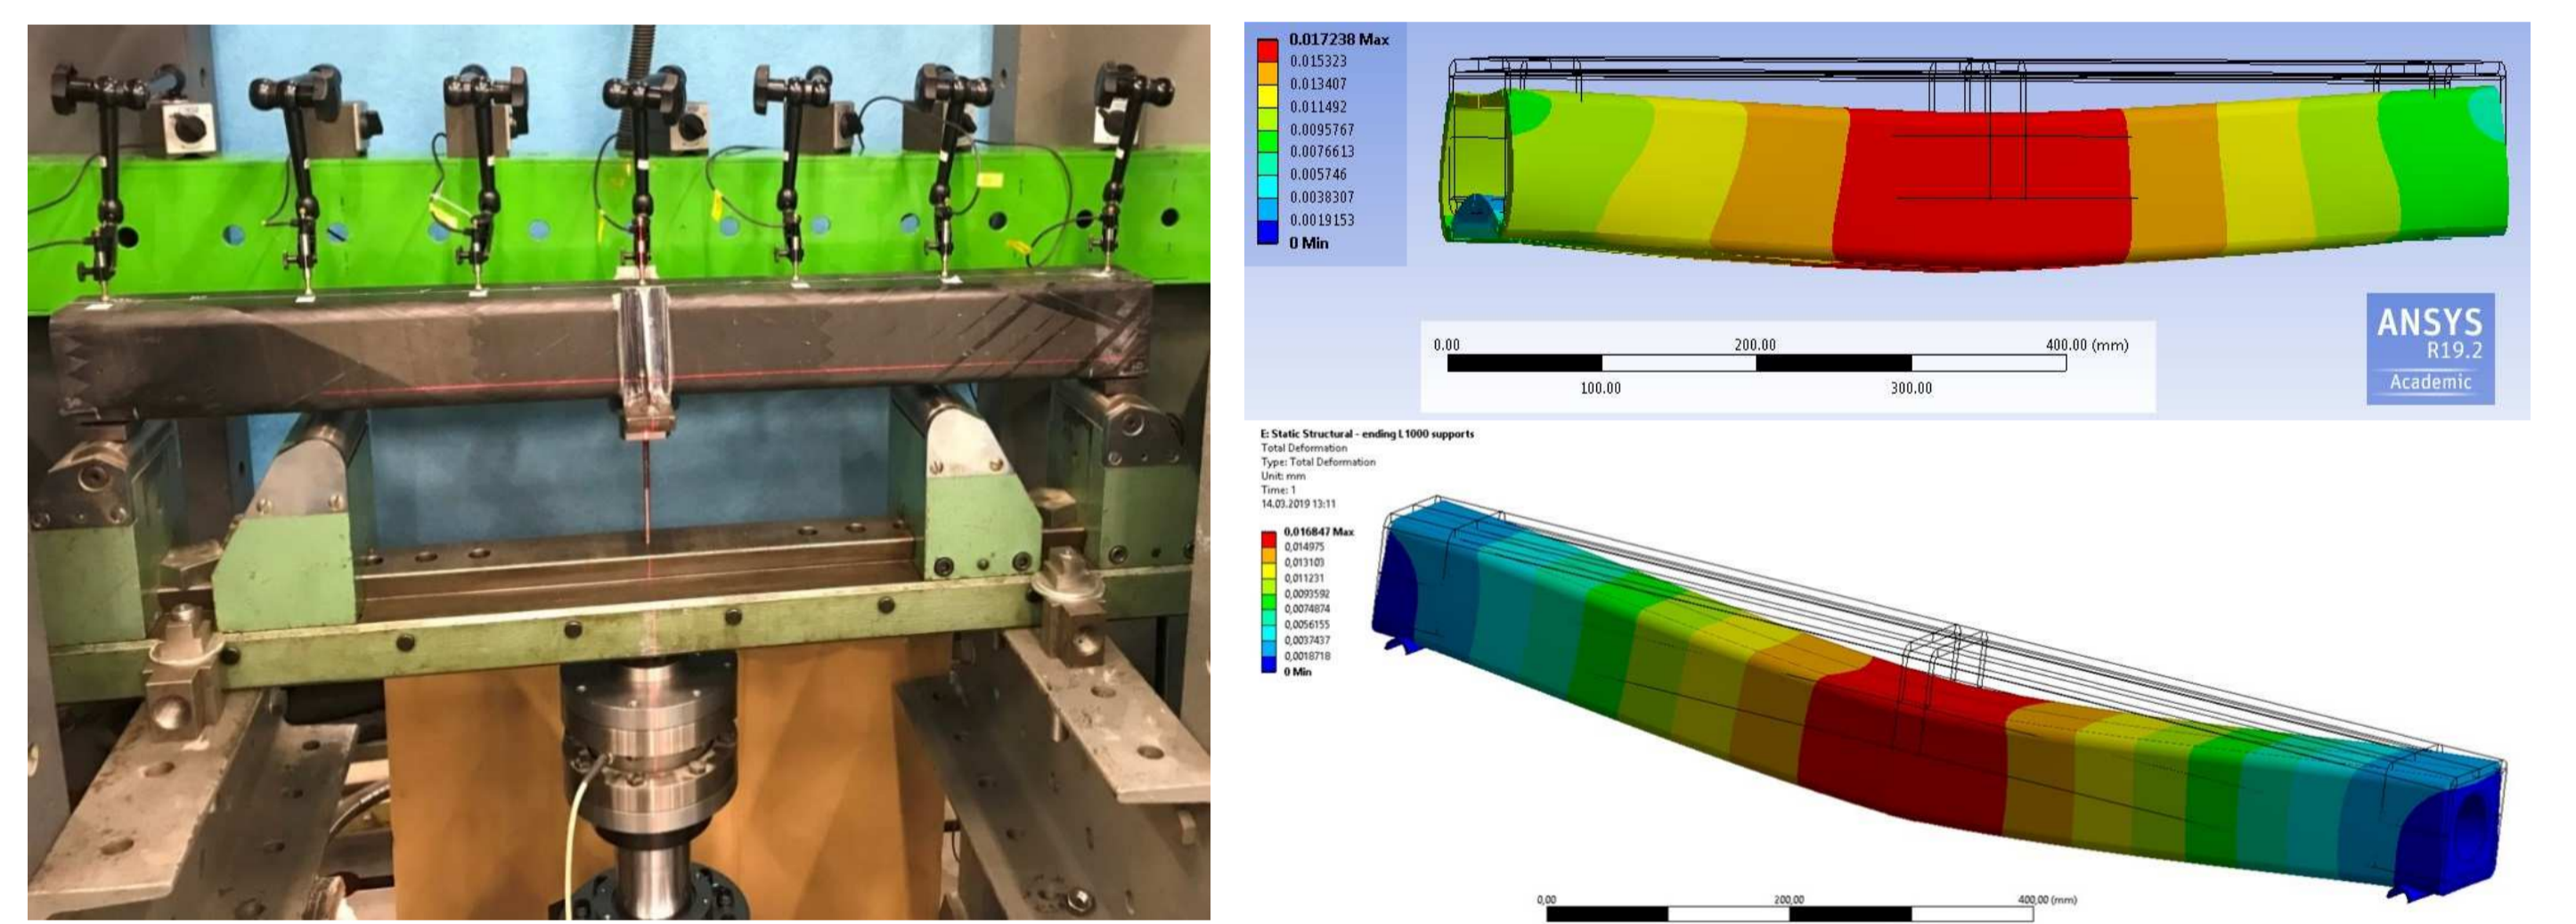 0.017238 Max
0.015323
0.013407
0.011492
0.0095767
0.0076613
0.005746
0.0038307
0.0019153
0 Min
0.00 200.00 400.00 (mm)
100.00 300.00
ANSYS
R19.2
Academic
E: Static Structural - ending L1000 supports
Total Deformation
Type: Total Deformation
Unit: mm
Time: 1
14.03.2019 13:11
0,016847 Max
0,014975
0,013103
0,011231
0,0093592
0,0074874
0,0056155
0,0037437
0,0018718
0 Min
0,00 200,00 400,00 (mm)